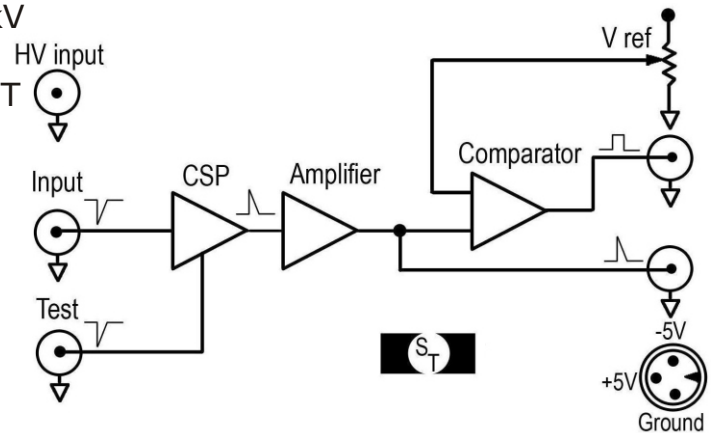 kV
HV input
T
V ref
Input
CSP
Amplifier
Comparator
Test
S
T
-5V
+5V
Ground